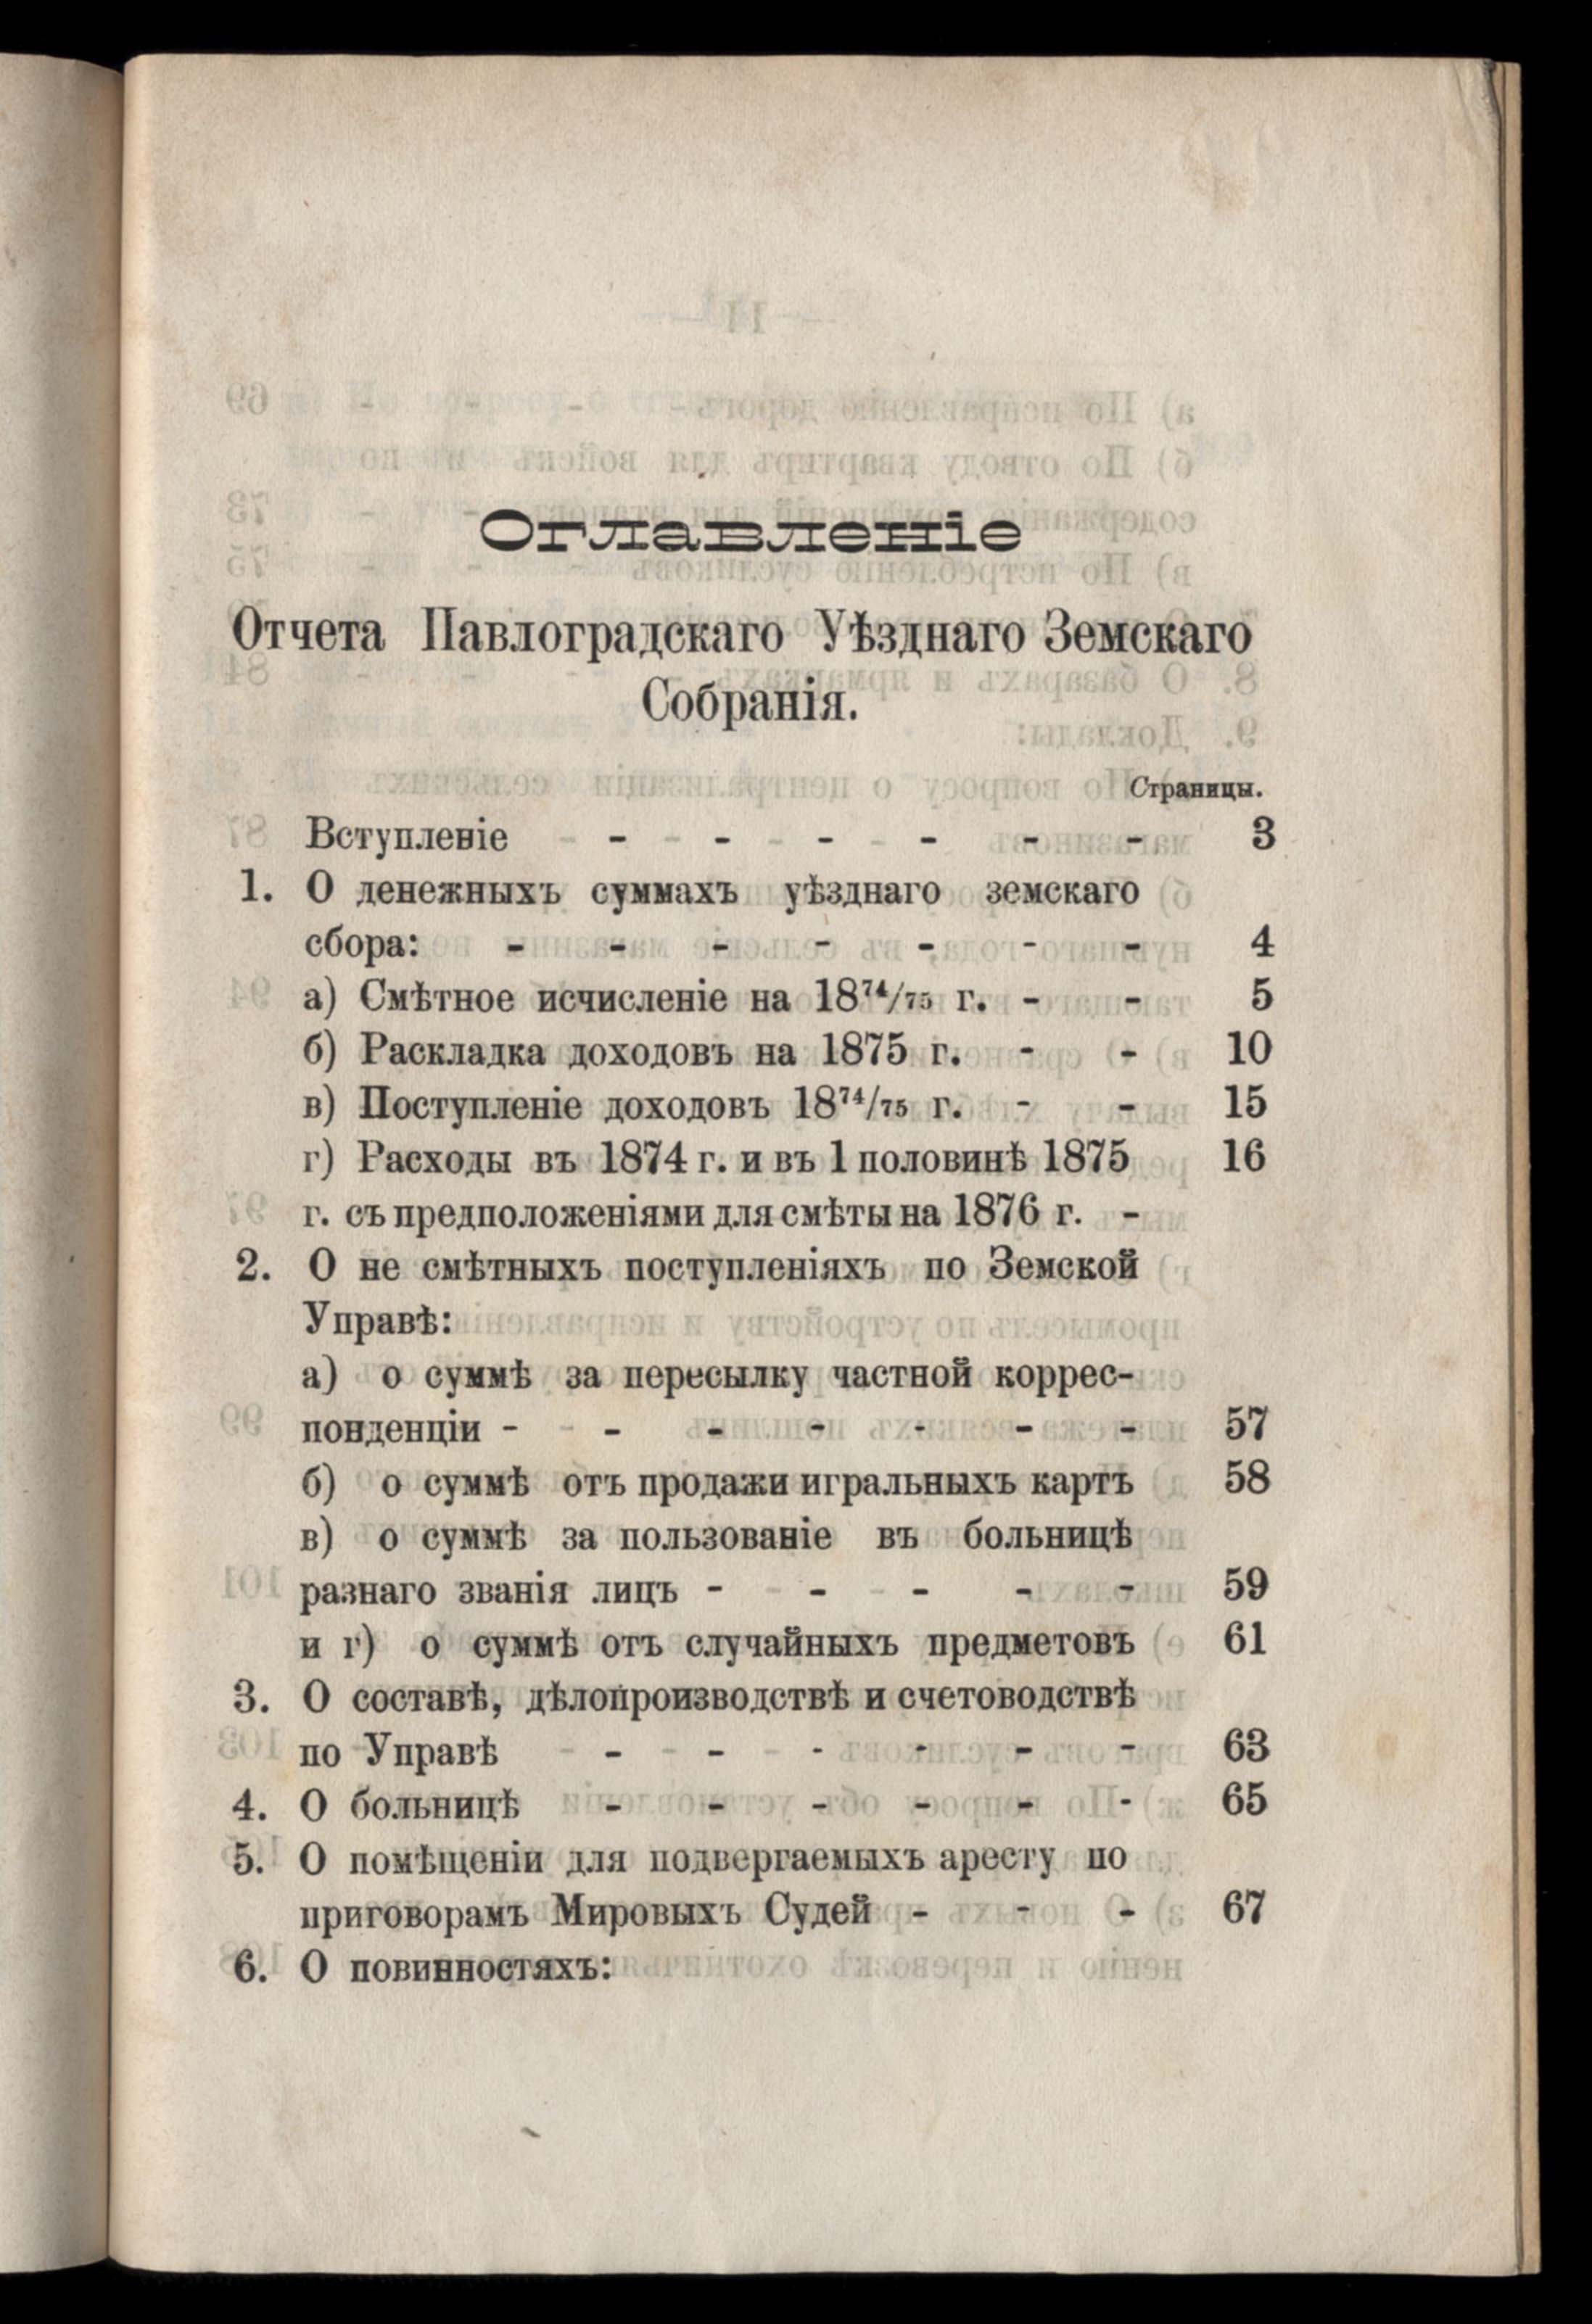 Оглавленіе
Отчета Павлоградскаго Уѣзднаго Земскаго
Собранія.
Страницы.
Вступленіе - - - - - - 3
1. О денежныхъ суммахъ уѣзднаго земскаго
сбора: - - - - - - - 4
а) Смѣтное исчисленіе на 18⁷⁴/₇₅ г. - - 5
б) Раскладка доходовъ на 1875 г. - - 10
в) Поступленіе доходовъ 18⁷⁴/₇₅ г. - - 15
г) Расходы въ 1874 г. и въ 1 половинѣ 1875 16
г. съ предположеніями для смѣты на 1876 г. -
2. О не смѣтныхъ поступленіяхъ по Земской
Управѣ:
а) о суммѣ за пересылку частной коррес-
понденціи - - - - - - - 57
б) о суммѣ отъ продажи игральныхъ картъ 58
в) о суммѣ за пользованіе въ больницѣ
разнаго званія лицъ - - - - - 59
и г) о суммѣ отъ случайныхъ предметовъ 61
3. О составѣ, дѣлопроизводствѣ и счетоводствѣ
по Управѣ - - - - - - 63
4. О больницѣ - - - - - - 65
5. О помѣщеніи для подвергаемыхъ аресту по
приговорамъ Мировыхъ Судей - - - 67
6. О повинностяхъ: